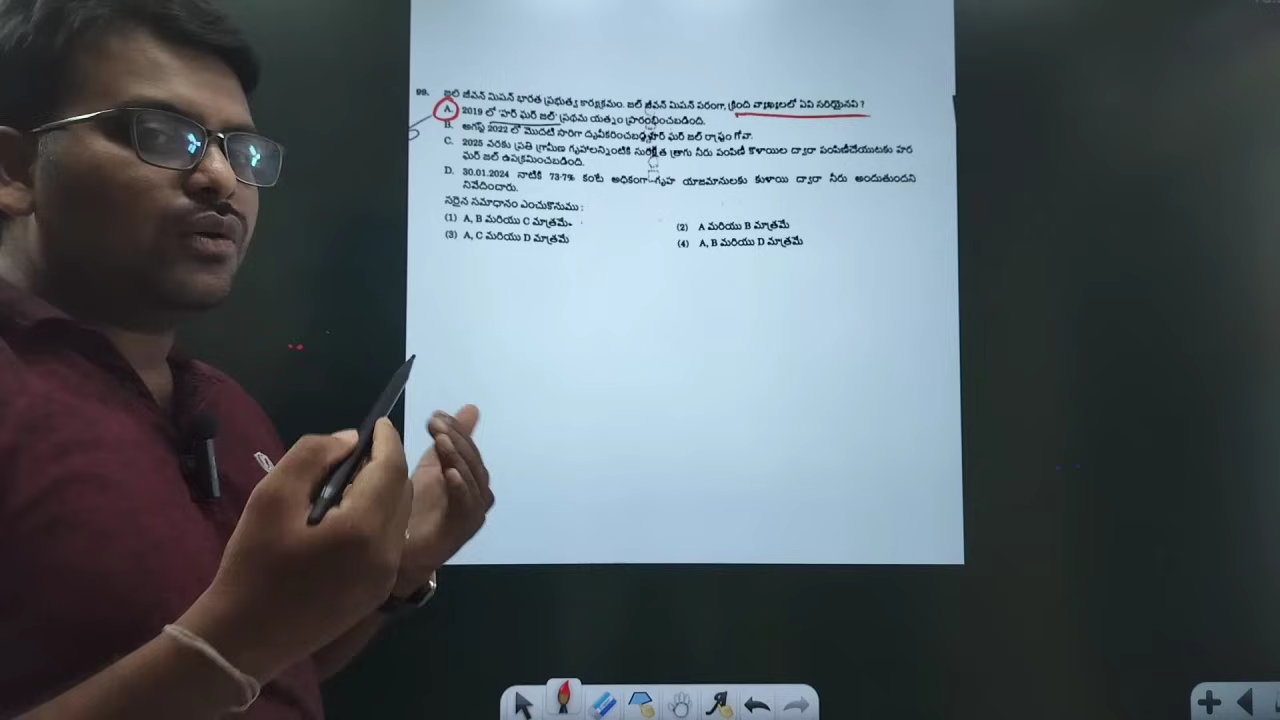 99. జల్ జీవన్ మిషన్ భారత ప్రభుత్వ కార్యక్రమం. జల్ జీవన్ మిషన్ పరంగా, క్రింది వాఖ్యలలో ఏవి సరియైనవి ?
A. 2019 లో 'హర్ ఘర్ జల్' ప్రథమ యత్నం ప్రారంభించబడింది.
B. ఆగస్ట్ 2022 లో మొదటి సారిగా దృవీకరించబడ్డ హర్ ఘర్ జల్ రాష్ట్రం గోవా.
C. 2025 వరకు ప్రతి గ్రామీణ గృహాలన్నింటికి సురక్షిత త్రాగు నీరు పంపిణీ కొళాయిల ద్వారా పంపిణీచేయుటకు హర
ఘర్ జల్ ఉపక్రమించబడింది.
D. 30.01.2024 నాటికి 73·7% కంటే అధికంగా గృహ యాజమానులకు కుళాయి ద్వారా నీరు అందుతుందని
నివేదించారు.
సరైన సమాధానం ఎంచుకొనుము :
(1) A, B మరియు C మాత్రమే
(2) A మరియు B మాత్రమే
(3) A, C మరియు D మాత్రమే
(4) A, B మరియు D మాత్రమే